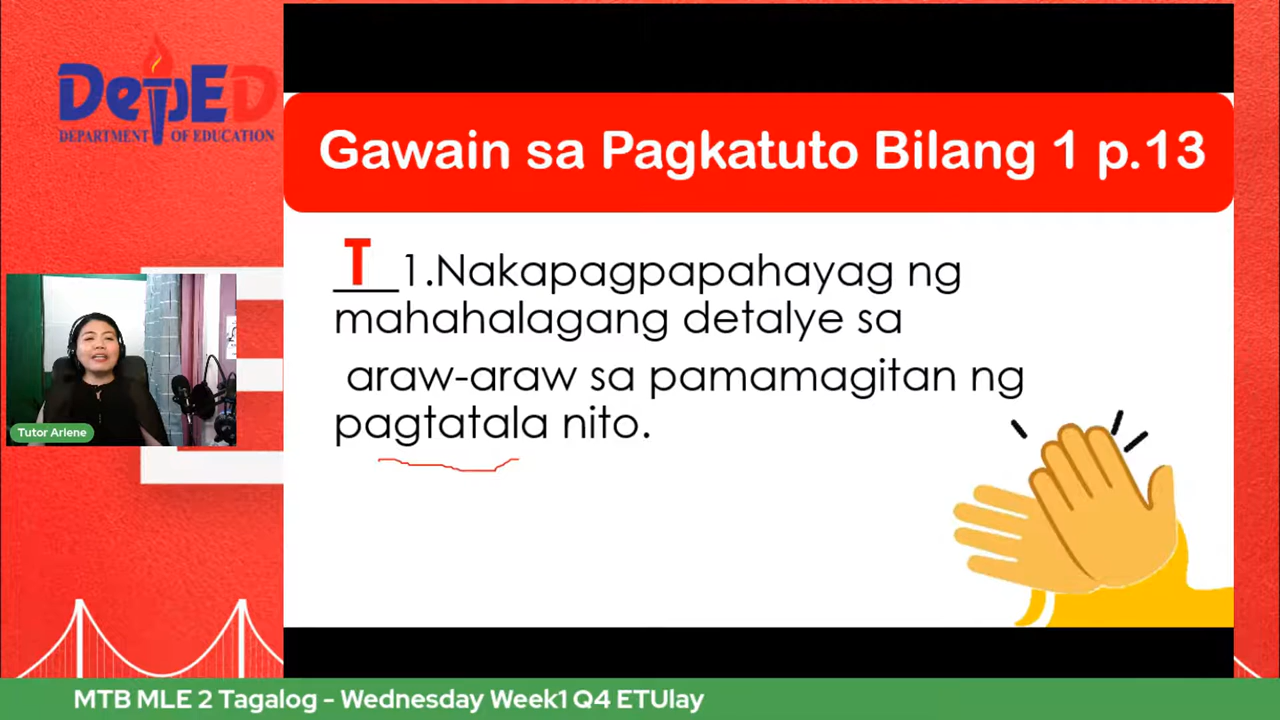 DepED
DEPARTMENT OF EDUCATION
Gawain sa Pagkatuto Bilang 1 p.13
T 1.Nakapagpapahayag ng
mahahalagang detalye sa
araw-araw sa pamamagitan ng
pagtatala nito.
Tutor Arlene
MTB MLE 2 Tagalog - Wednesday Week1 Q4 ETUlay